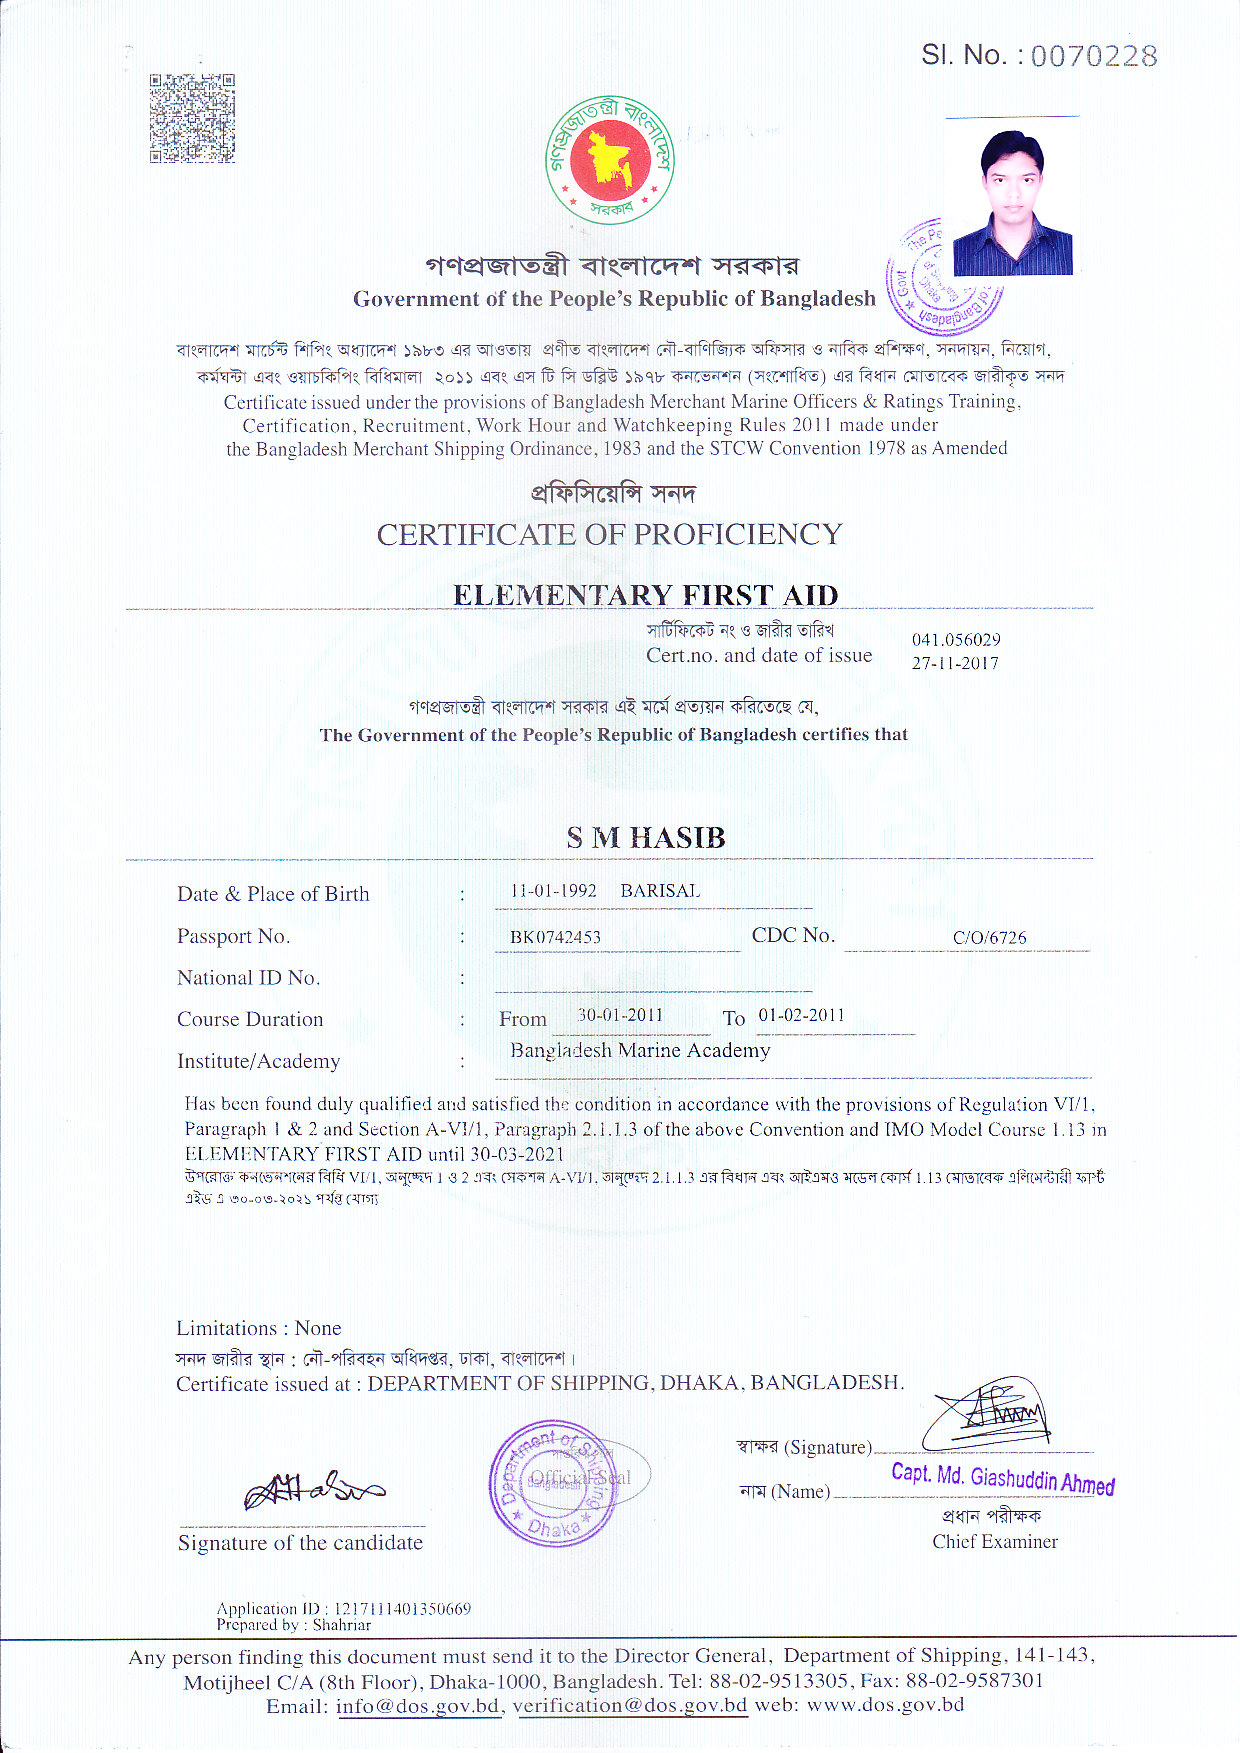 Sl. No. : 0070228
গণপ্রজাতন্ত্রী বাংলাদেশ
সরকার
গণপ্রজাতন্ত্রী বাংলাদেশ সরকার
Government of the People's Republic of Bangladesh
বাংলাদেশ মার্চেন্ট শিপিং অধ্যাদেশ ১৯৮৩ এর আওতায় প্রণীত বাংলাদেশ নৌ-বাণিজ্যিক অফিসার ও নাবিক প্রশিক্ষণ, সনদায়ন, নিয়োগ,
কর্মঘন্টা এবং ওয়াচকিপিং বিধিমালা ২০১১ এবং এস টি সি ডব্লিউ ১৯৭৮ কনভেনশন (সংশোধিত) এর বিধান মোতাবেক জারীকৃত সনদ
Certificate issued under the provisions of Bangladesh Merchant Marine Officers & Ratings Training,
Certification, Recruitment, Work Hour and Watchkeeping Rules 2011 made under
the Bangladesh Merchant Shipping Ordinance, 1983 and the STCW Convention 1978 as Amended
প্রফিসিয়েন্সি সনদ
CERTIFICATE OF PROFICIENCY
ELEMENTARY FIRST AID
সার্টিফিকেট নং ও জারীর তারিখ
Cert.no. and date of issue
041.056029
27-11-2017
গণপ্রজাতন্ত্রী বাংলাদেশ সরকার এই মর্মে প্রত্যয়ন করিতেছে যে,
The Government of the People's Republic of Bangladesh certifies that
S M HASIB
Date & Place of Birth : 11-01-1992 BARISAL
Passport No. : BK0742453 CDC No. C/O/6726
National ID No. :
Course Duration : From 30-01-2011 To 01-02-2011
Institute/Academy : Bangladesh Marine Academy
Has been found duly qualified and satisfied the condition in accordance with the provisions of Regulation VI/1,
Paragraph 1 & 2 and Section A-VI/1, Paragraph 2.1.1.3 of the above Convention and IMO Model Course 1.13 in
ELEMENTARY FIRST AID until 30-03-2021
উপরোক্ত কনভেনশনের বিধি VI/1, অনুচ্ছেদ 1 ও 2 এবং সেকশন A-VI/1, অনুচ্ছেদ 2.1.1.3 এর বিধান এবং আইএমও মডেল কোর্স 1.13 মোতাবেক এলিমেন্টারী ফার্স্ট
এইড এ ৩০-০৩-২০২১ পর্যন্ত যোগ্য
Limitations : None
সনদ জারীর স্থান : নৌ-পরিবহন অধিদপ্তর, ঢাকা, বাংলাদেশ।
Certificate issued at : DEPARTMENT OF SHIPPING, DHAKA, BANGLADESH.
স্বাক্ষর (Signature)
নাম (Name) Capt. Md. Giashuddin Ahmed
প্রধান পরীক্ষক
Chief Examiner
Department of Shipping
Bangladesh
Dhaka
Official Seal
Signature of the candidate
Application ID : 1217111401350669
Prepared by : Shahriar
Any person finding this document must send it to the Director General, Department of Shipping, 141-143,
Motijheel C/A (8th Floor), Dhaka-1000, Bangladesh. Tel: 88-02-9513305, Fax: 88-02-9587301
Email: info@dos.gov.bd, verification@dos.gov.bd web: www.dos.gov.bd